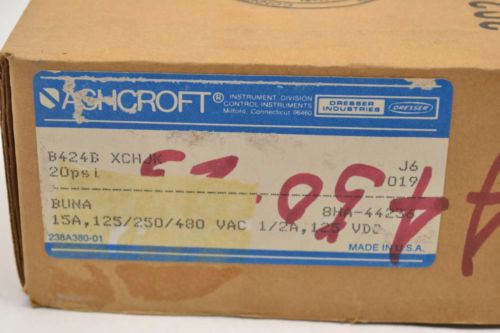 ASHCROFT® INSTRUMENT DIVISION
CONTROL INSTRUMENTS
Milford, Connecticut 06460
DRESSER
INDUSTRIES
DRESSER
B424B XCHJK
20psi
J6
019
BUNA 8HA-44236
15A,125/250/480 VAC 1/2A,125 VDC
238A380-01
MADE IN U.S.A.